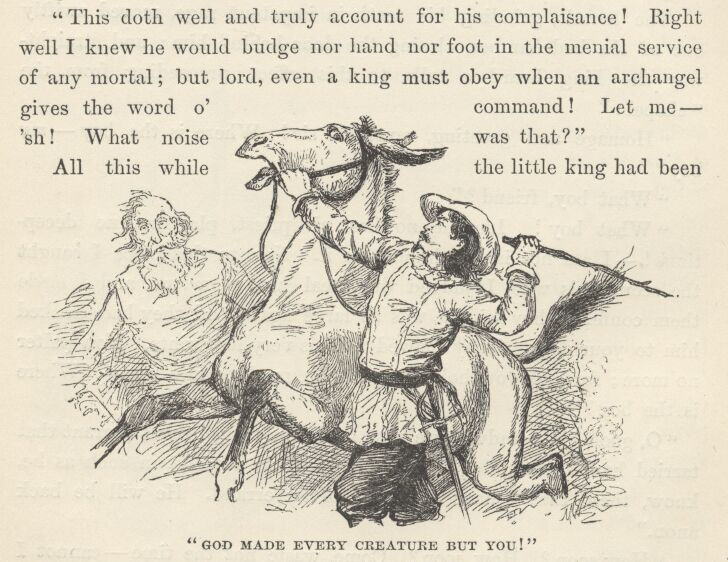 "This doth well and truly account for his complaisance! Right
well I knew he would budge nor hand nor foot in the menial service
of any mortal; but lord, even a king must obey when an archangel
gives the word o' command! Let me—
'sh! What noise was that?"
All this while the little king had been
"GOD MADE EVERY CREATURE BUT YOU!"